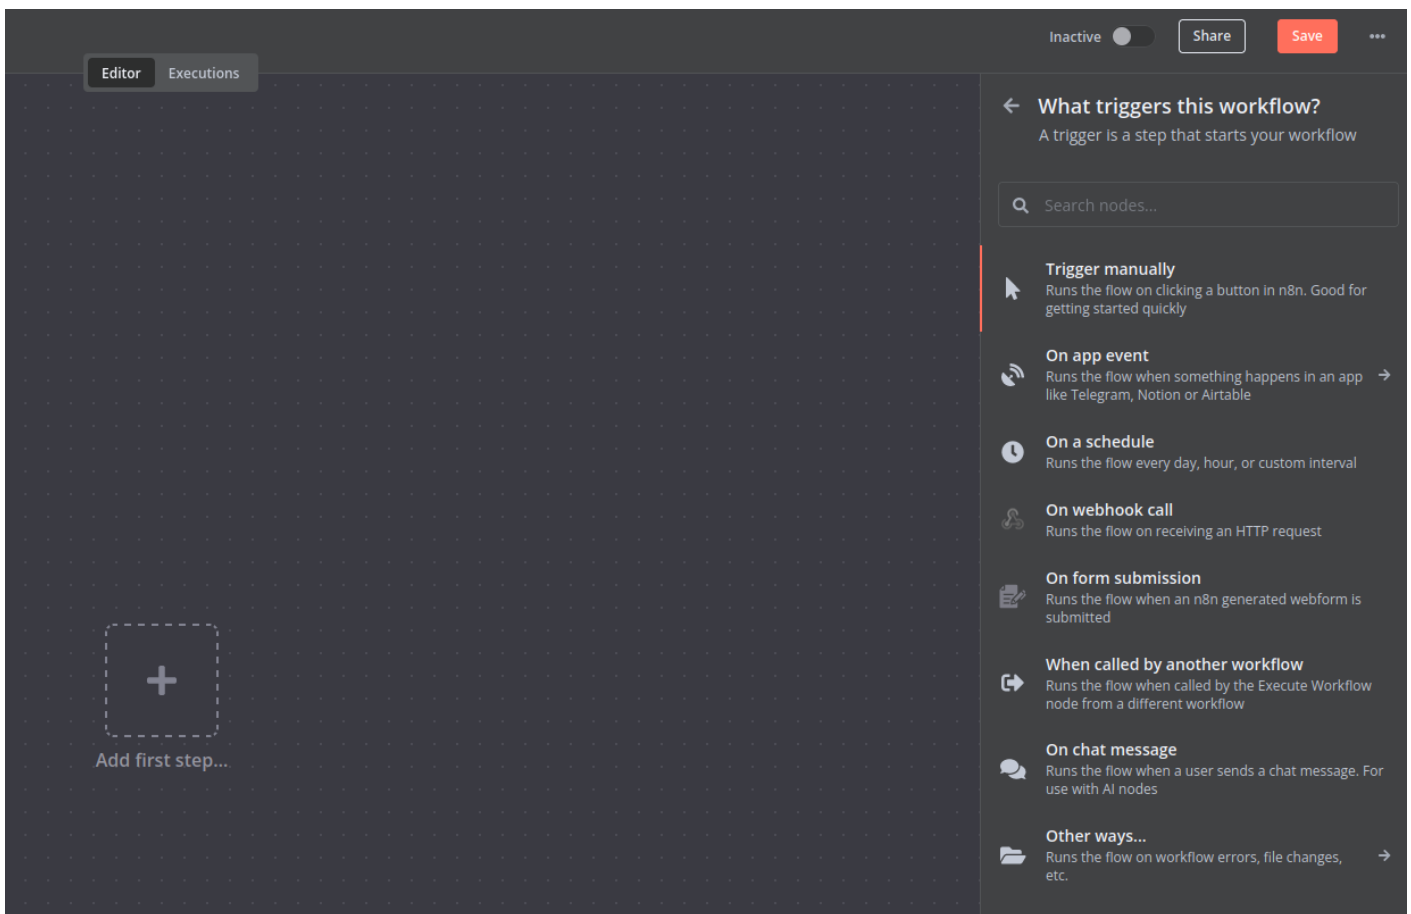 Inactive
Share
Save
Editor
Executions
What triggers this workflow?
A trigger is a step that starts your workflow
Search nodes...
Trigger manually
Runs the flow on clicking a button in n8n. Good for
getting started quickly
On app event
Runs the flow when something happens in an app
like Telegram, Notion or Airtable
On a schedule
Runs the flow every day, hour, or custom interval
On webhook call
Runs the flow on receiving an HTTP request
On form submission
Runs the flow when an n8n generated webform is
submitted
When called by another workflow
Runs the flow when called by the Execute Workflow
node from a different workflow
On chat message
Runs the flow when a user sends a chat message. For
use with AI nodes
Other ways...
Runs the flow on workflow errors, file changes,
etc.
Add first step...